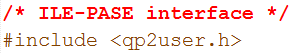 /* ILE-PASE interface */
#include <qp2user.h>